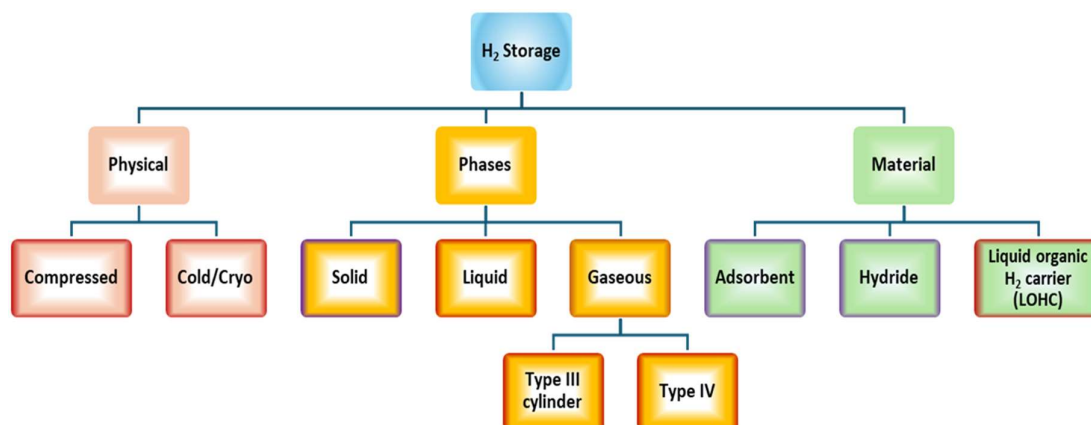 H₂ Storage
Physical
Phases
Material
Compressed
Cold/Cryo
Solid
Liquid
Gaseous
Adsorbent
Hydride
Liquid organic
H₂ carrier
(LOHC)
Type III
cylinder
Type IV